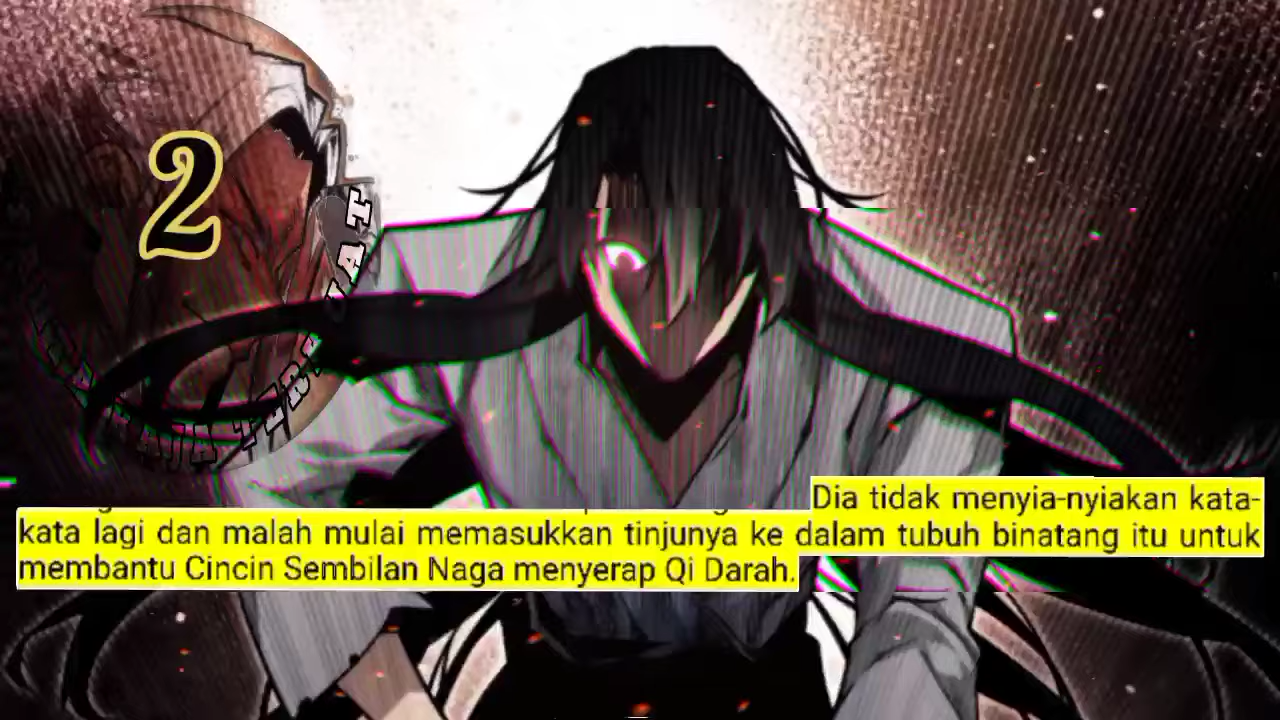 2
Dia tidak menyia-nyiakan kata-
kata lagi dan malah mulai memasukkan tinjunya ke dalam tubuh binatang itu untuk
membantu Cincin Sembilan Naga menyerap Qi Darah.